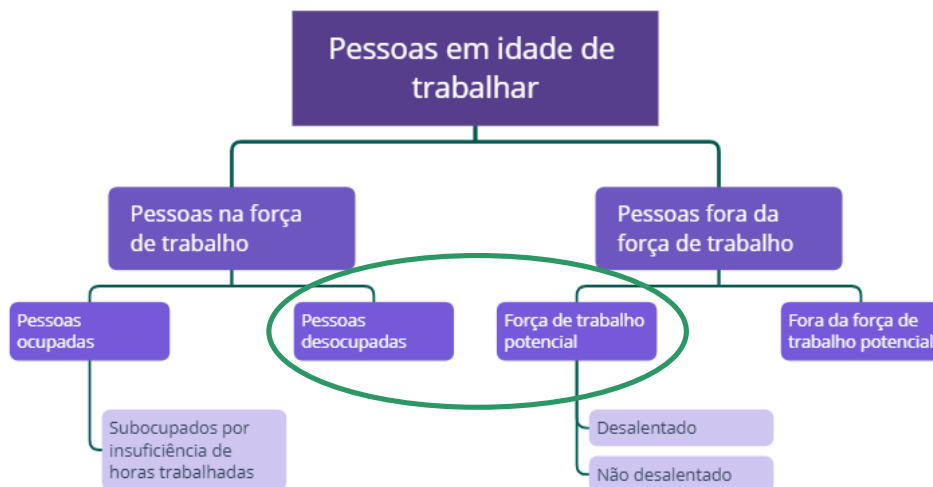 Pessoas em idade de
trabalhar
Pessoas na força
de trabalho
Pessoas fora da
força de trabalho
Pessoas
ocupadas
Pessoas
desocupadas
Força de trabalho
potencial
Fora da força de
trabalho potencial
Subocupados por
insuficiência de
horas trabalhadas
Desalentado
Não desalentado